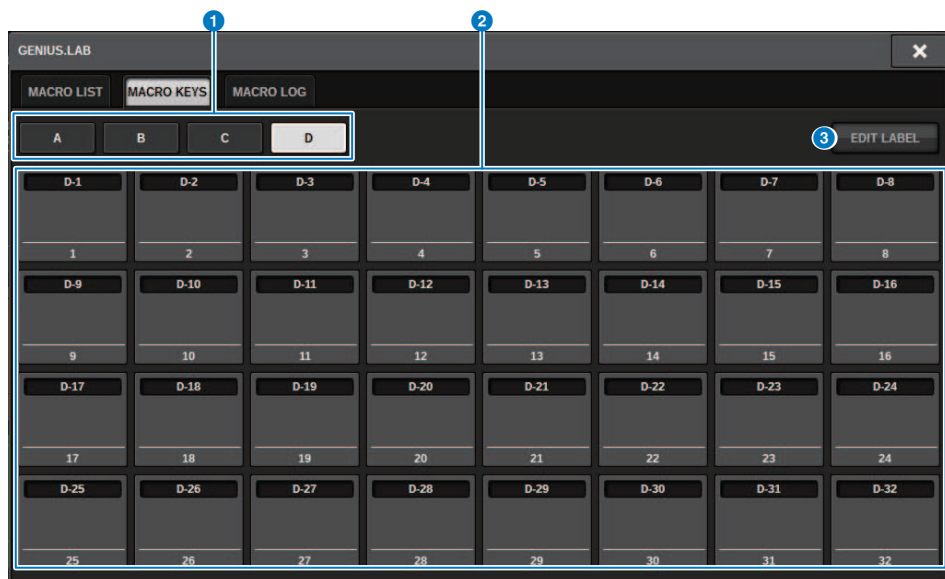 1 2
GENIUS.LAB ×
MACRO LIST MACRO KEYS MACRO LOG
A B C D 3 EDIT LABEL
D-1 D-2 D-3 D-4 D-5 D-6 D-7 D-8
1 2 3 4 5 6 7 8
D-9 D-10 D-11 D-12 D-13 D-14 D-15 D-16
9 10 11 12 13 14 15 16
D-17 D-18 D-19 D-20 D-21 D-22 D-23 D-24
17 18 19 20 21 22 23 24
D-25 D-26 D-27 D-28 D-29 D-30 D-31 D-32
25 26 27 28 29 30 31 32